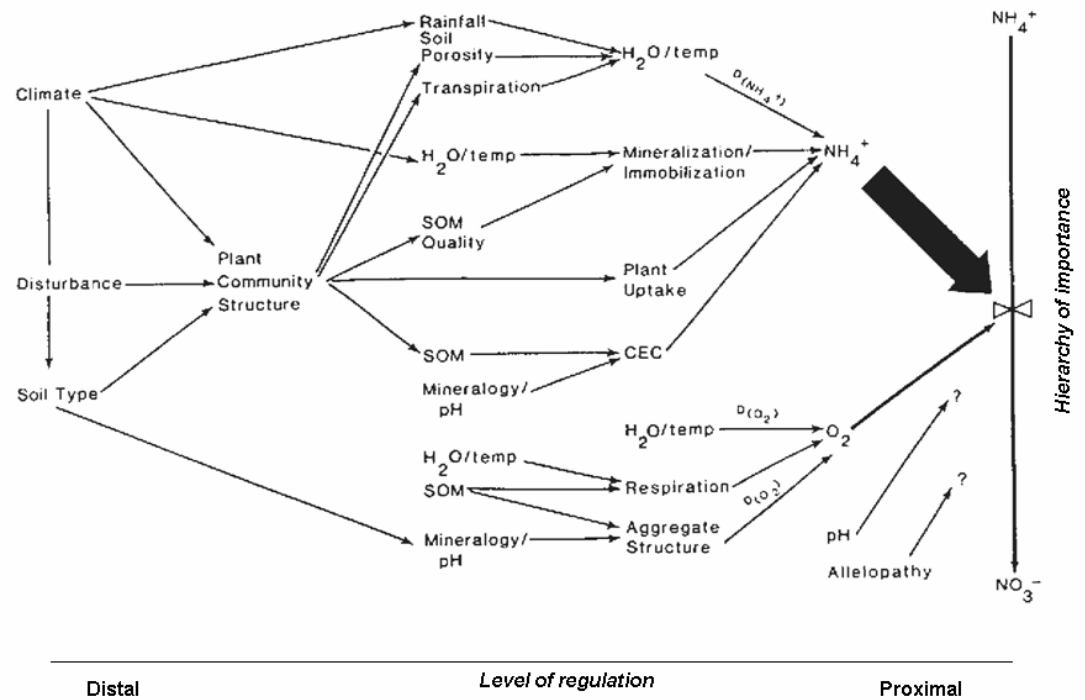 Rainfall
Soil
Porosity
Transpiration
H2O/temp
D(NH4+)
NH4+
Climate
H2O/temp
Mineralization/
Immobilization
NH4+
SOM
Quality
Plant
Community
Structure
Disturbance
Plant
Uptake
SOM
CEC
Mineralogy/
pH
Soil Type
H2O/temp
D(O2)
O2
H2O/temp
SOM
Respiration
D(O2)
Mineralogy/
pH
Aggregate
Structure
?
?
pH
Allelopathy
NO3−
Hierarchy of importance
Distal
Level of regulation
Proximal